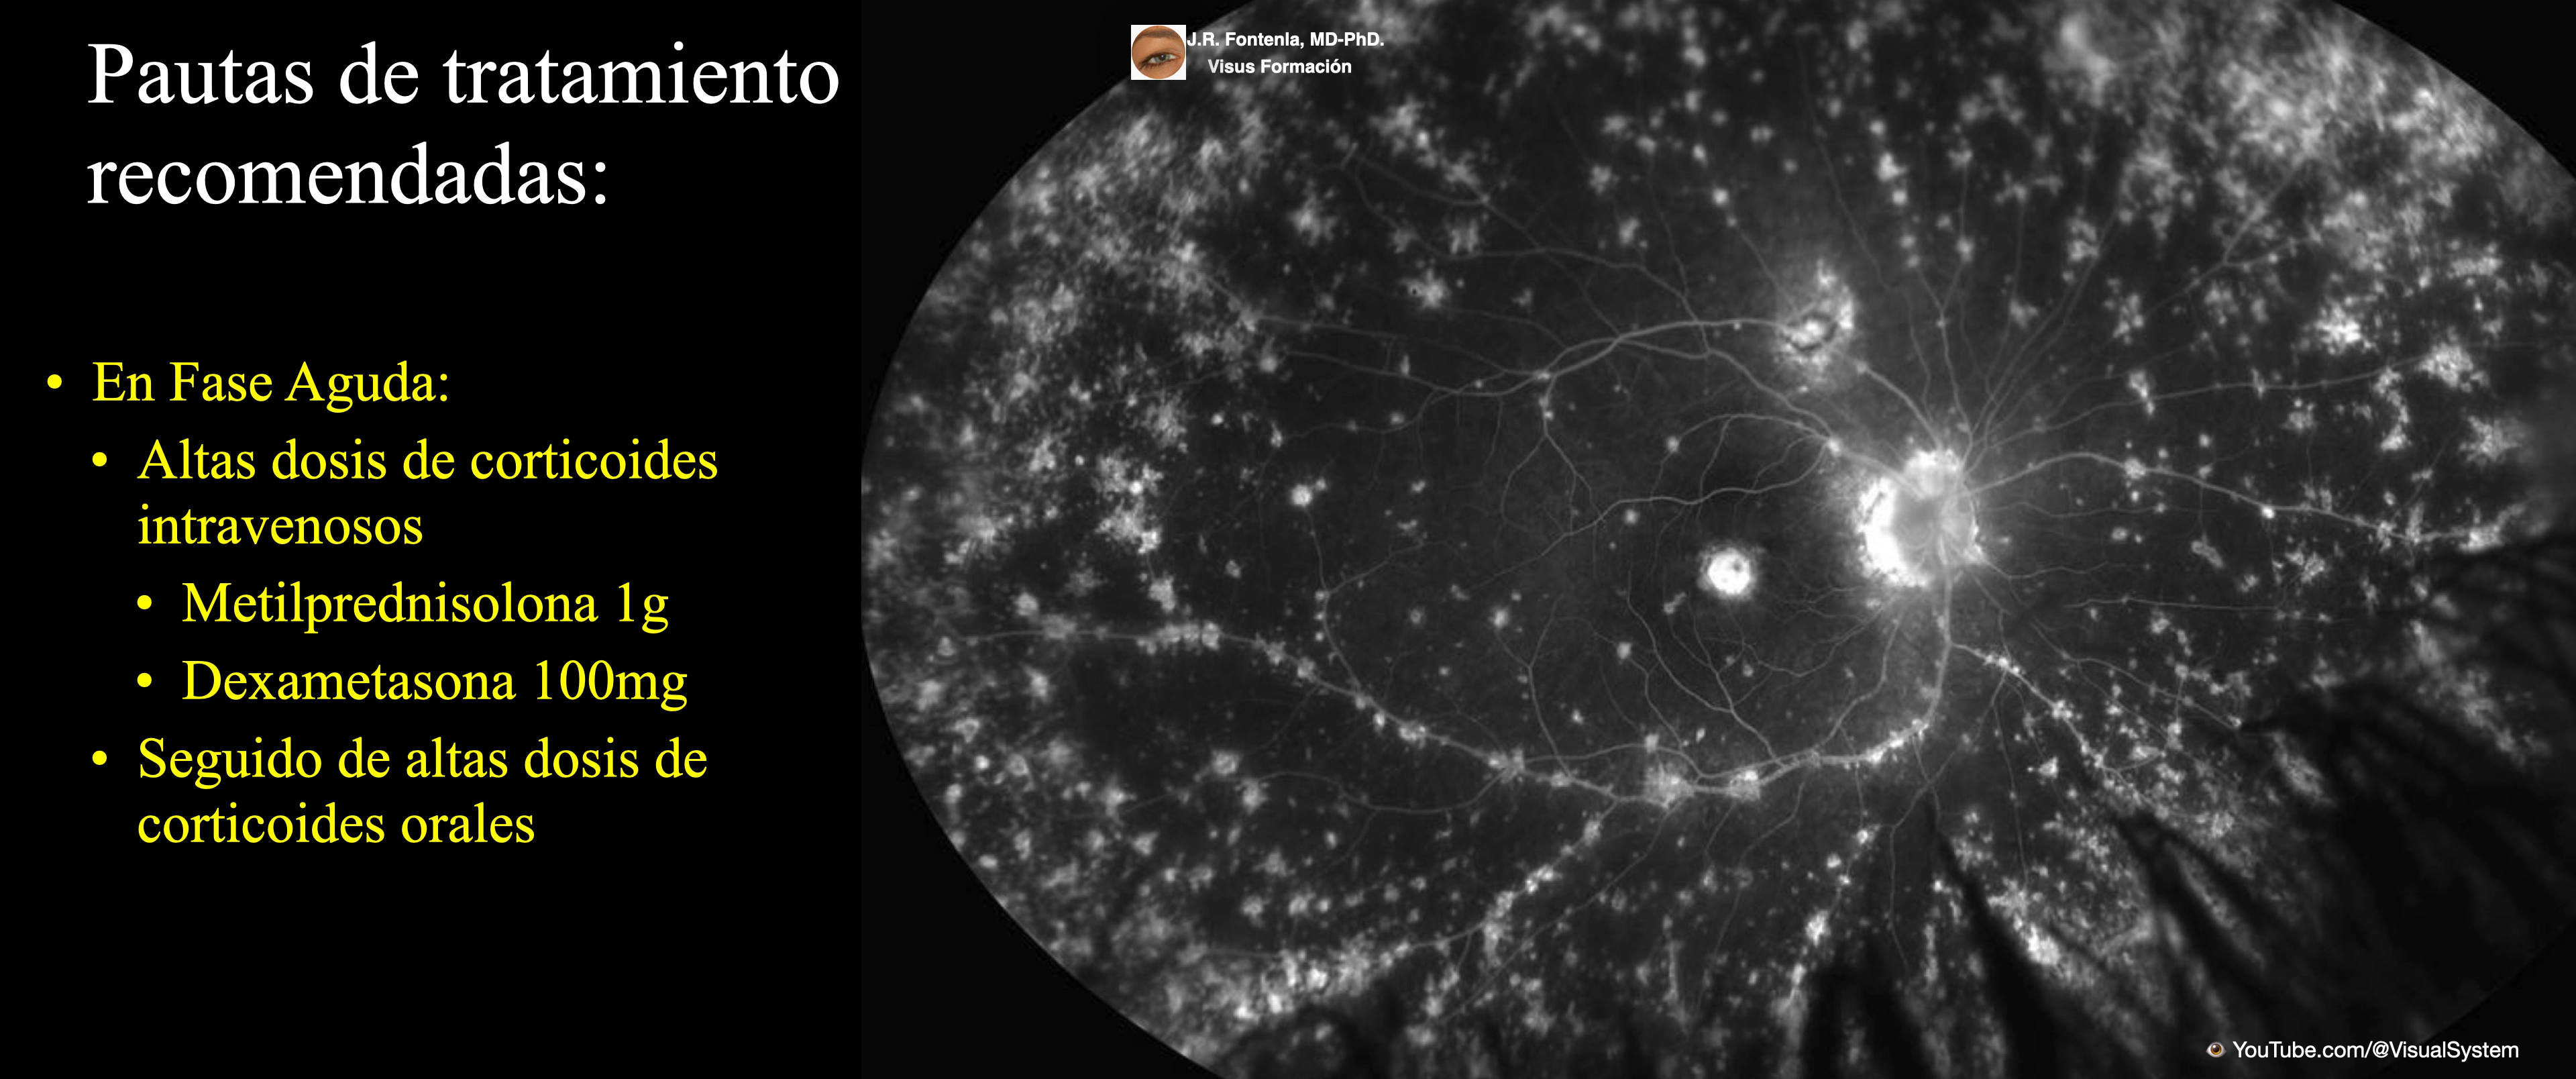 Pautas de tratamiento
recomendadas:
J.R. Fontenla, MD-PhD.
Visus Formación
• En Fase Aguda:
• Altas dosis de corticoides
intravenosos
• Metilprednisolona 1g
• Dexametasona 100mg
• Seguido de altas dosis de
corticoides orales
YouTube.com/@VisualSystem